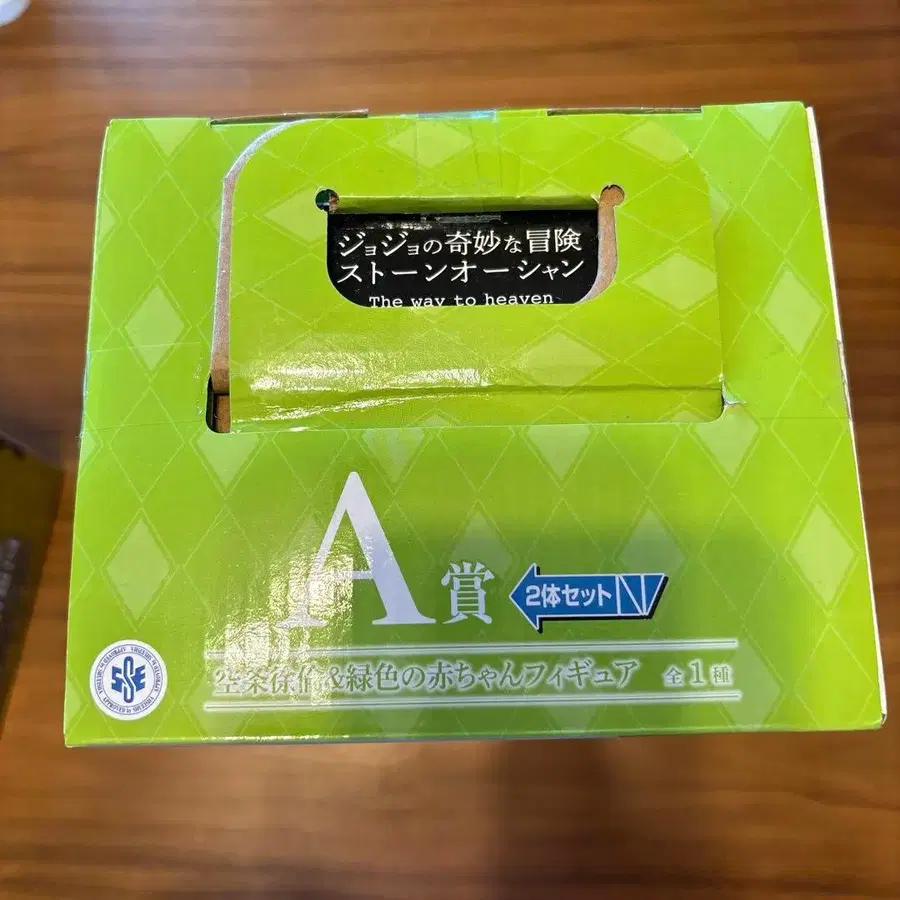 ジョジョの奇妙な冒険
ストーンオーシャン
The way to heaven
A賞
2体セット
空条徐倫&緑色の赤ちゃんフィギュア 全1種